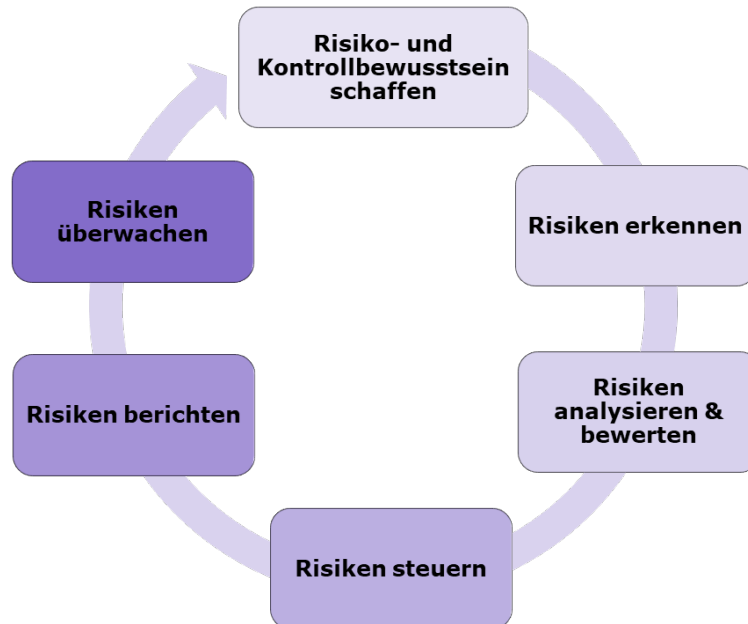 Risiko- und
Kontrollbewusstsein
schaffen
Risiken erkennen
Risiken
analysieren &
bewerten
Risiken steuern
Risiken berichten
Risiken
überwachen